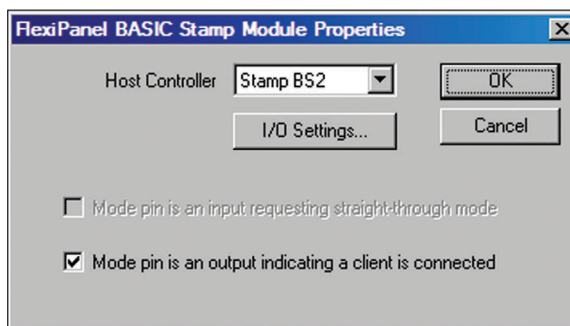 FlexiPanel BASIC Stamp Module Properties
Host Controller Stamp BS2 OK
I/O Settings... Cancel
Mode pin is an input requesting straight-through mode
Mode pin is an output indicating a client is connected